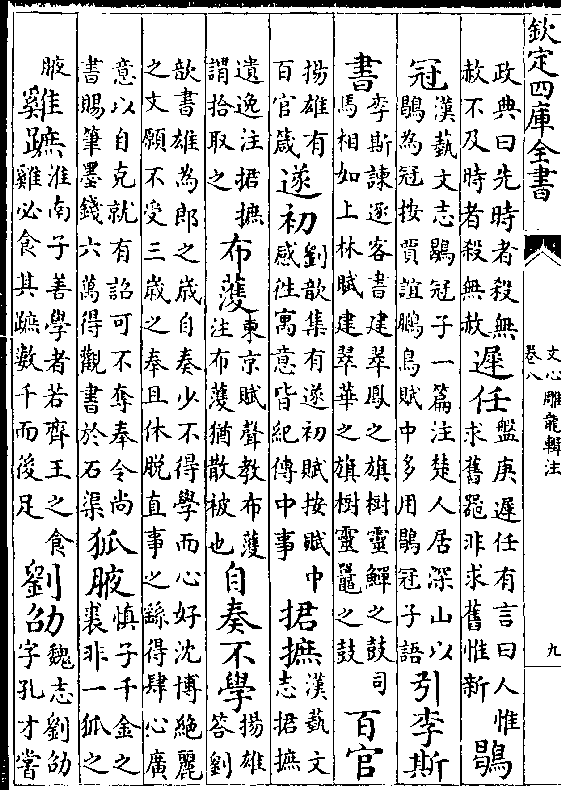 欽定四庫全書
文心雕龍輯注
卷八
九
政典曰先時者殺無赦不及時者殺無赦遲任盤庚遲任有言曰人惟求舊器非求舊惟新鶡
冠漢藝文志鶡冠子一篇注楚人居深山以鶡為冠按賈誼鵬鳥賦中多用鶡冠子語引李斯
書李斯諫逐客書建翠鳳之旗樹靈鱓之鼓司馬相如上林賦建翠華之旗樹靈鼉之鼓百官
揚雄有百官箴遂初劉歆集有遂初賦按賦中感徃寓意皆紀傳中事捃摭漢藝文志捃摭
遺逸注捃摭謂拾取之布濩東京賦聲教布濩注布濩猶散被也自奏不學揚雄答劉
歆書雄為郎之歲自奏少不得學而心好沈博絶麗之文願不受三歲之奉且休脱直事之繇得肆心廣
意以自克就有詔可不奪奉令尚書賜筆墨錢六萬得觀書於石渠狐腋慎子千金之裘非一狐之
腋雞蹠淮南子善學者若齊王之食雞必食其蹠數千而後足劉劭魏志劉劭字孔才嘗